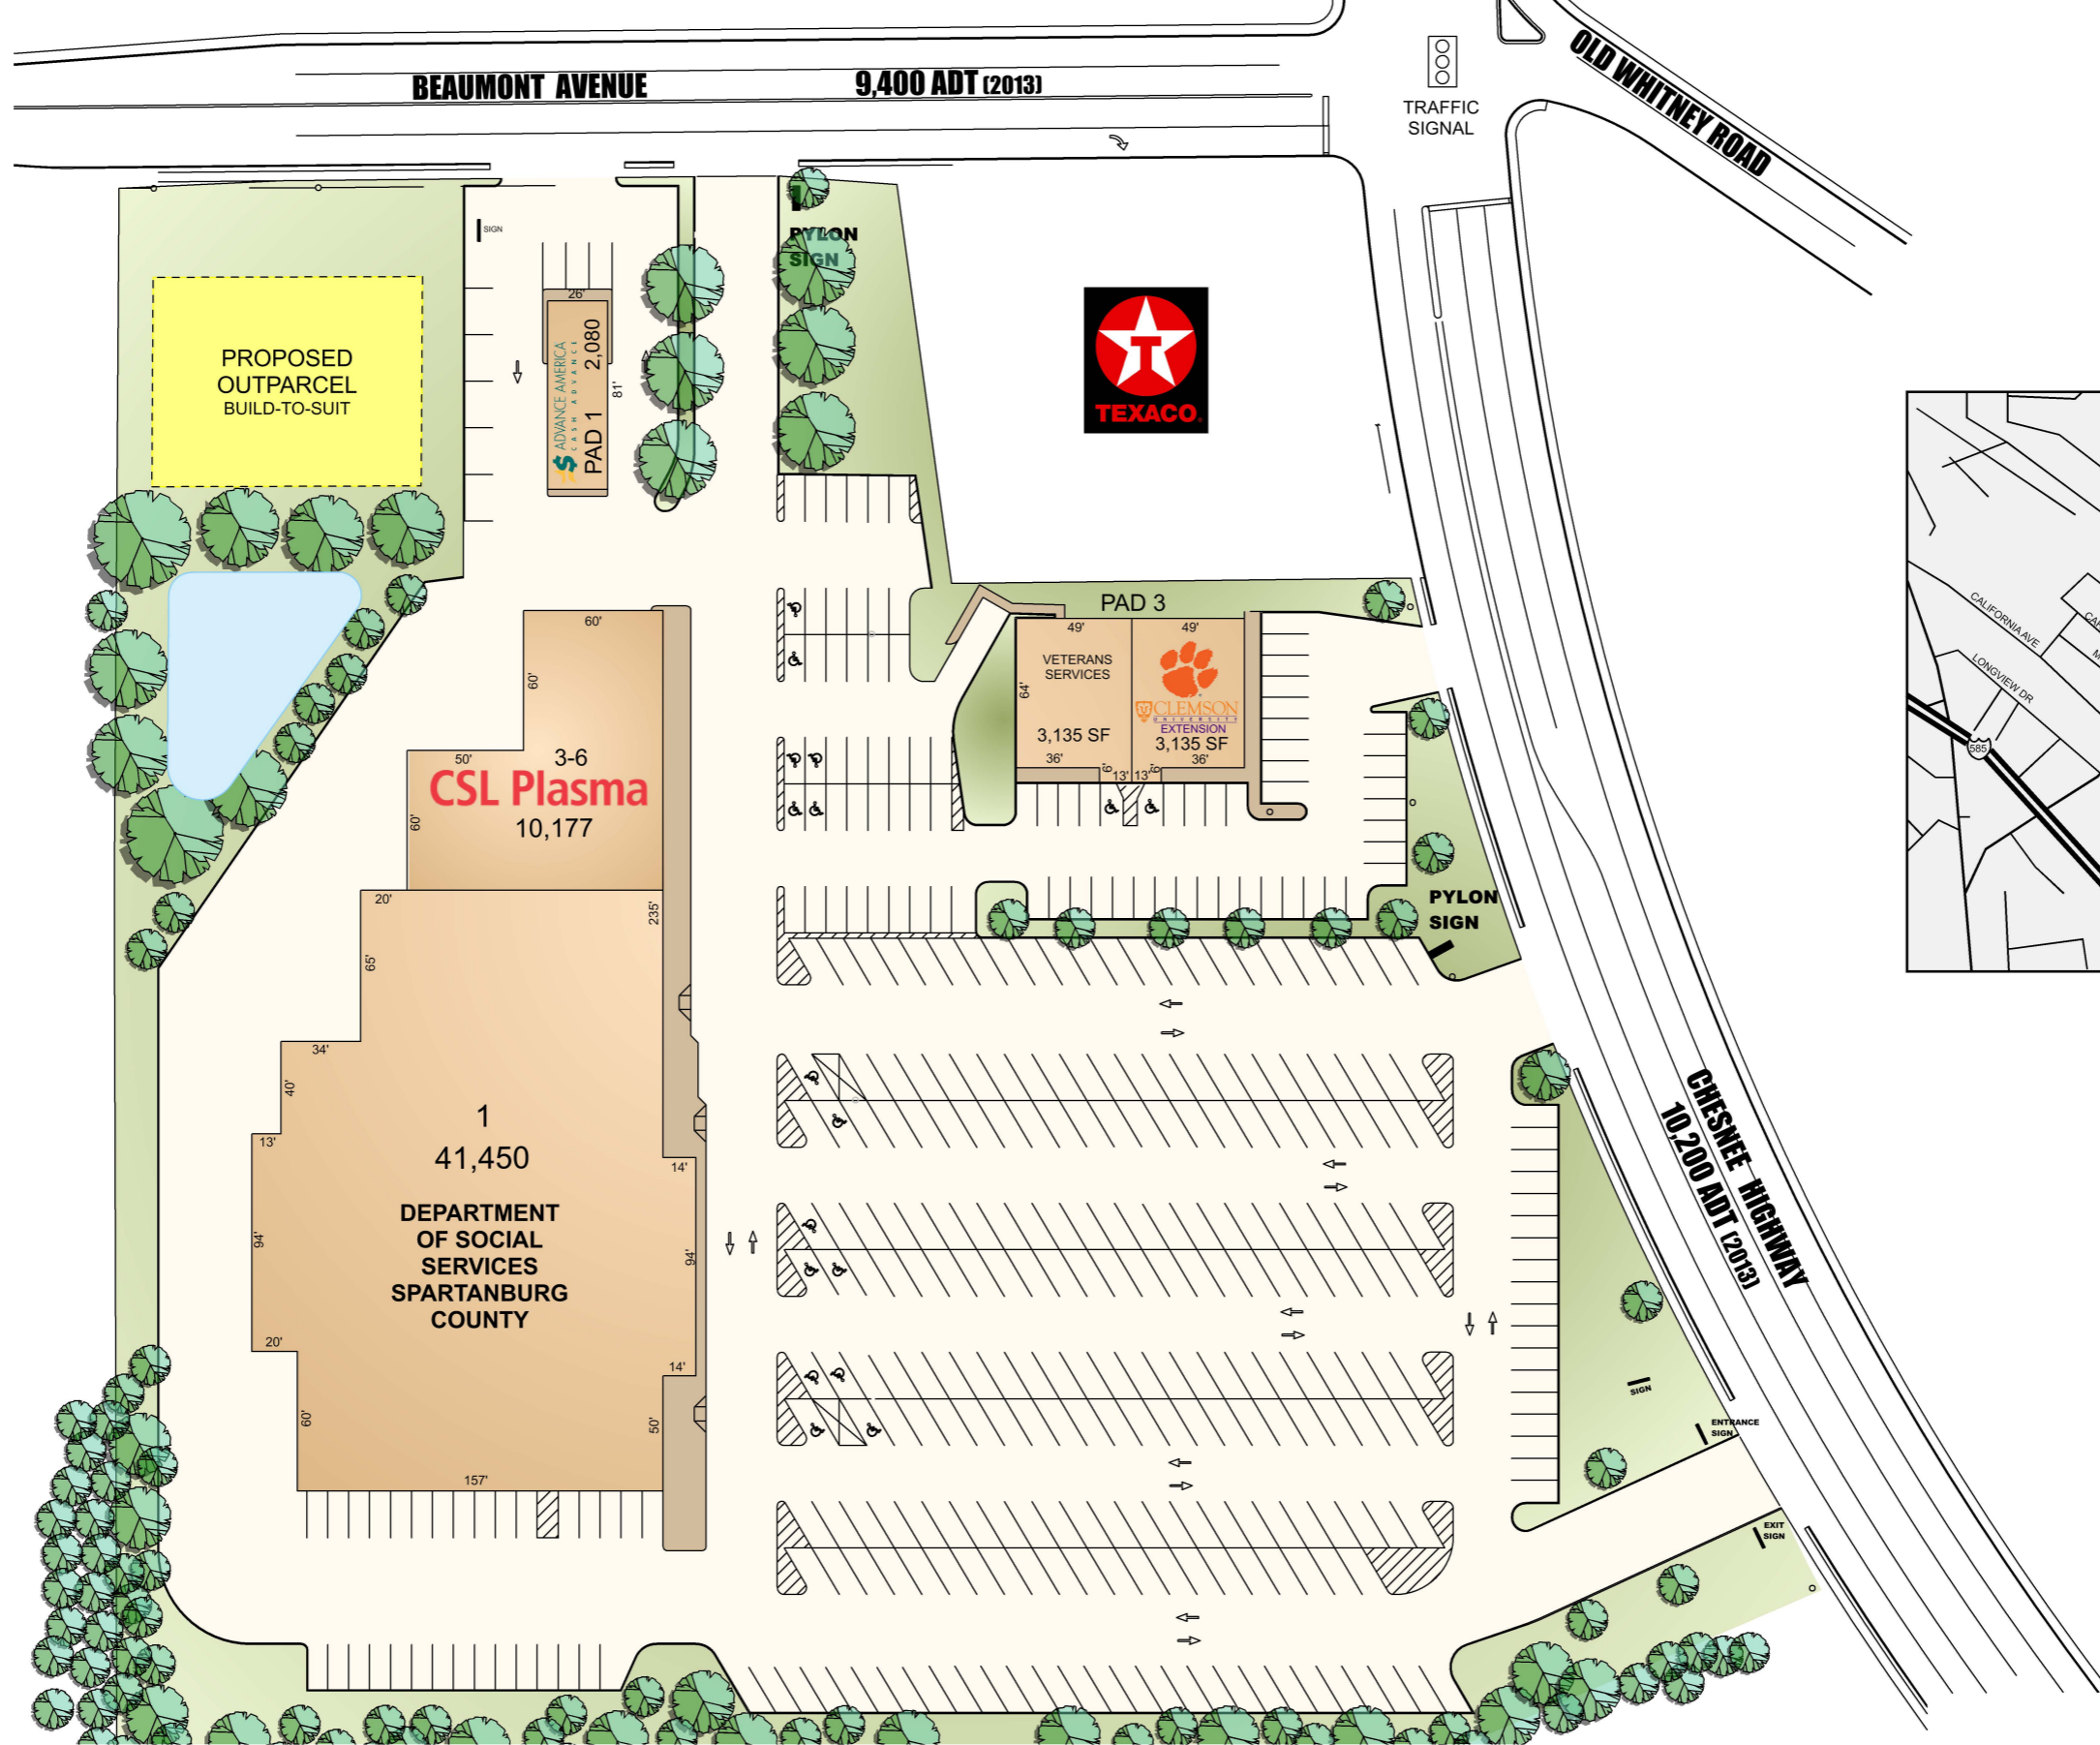 BEAUMONT AVENUE
9,400 ADT (2013)
TRAFFIC
SIGNAL
OLD WHITNEY ROAD
SIGN
PYLON
SIGN
PROPOSED
OUTPARCEL
BUILD-TO-SUIT
26'
ADVANCE AMERICA
CASH ADVANCE
PAD 1 2,080
81'
T
TEXACO
PAD 3
49'
49'
VETERANS
SERVICES
64'
CLEMSON
UNIVERSITY
EXTENSION
3,135 SF
3,135 SF
36'
6'
13'
13'
6'
36'
CALIFORNIA AVE
LONGVIEW DR
585
60'
60'
50'
3-6
CSL Plasma
10,177
60'
20'
235'
65'
PYLON
SIGN
34'
40'
1
41,450
13'
14'
DEPARTMENT
OF SOCIAL
SERVICES
SPARTANBURG
COUNTY
94'
94'
20'
14'
60'
50'
157'
CHESNEE HIGHWAY
10,200 ADT (2013)
SIGN
ENTRANCE
SIGN
EXIT
SIGN